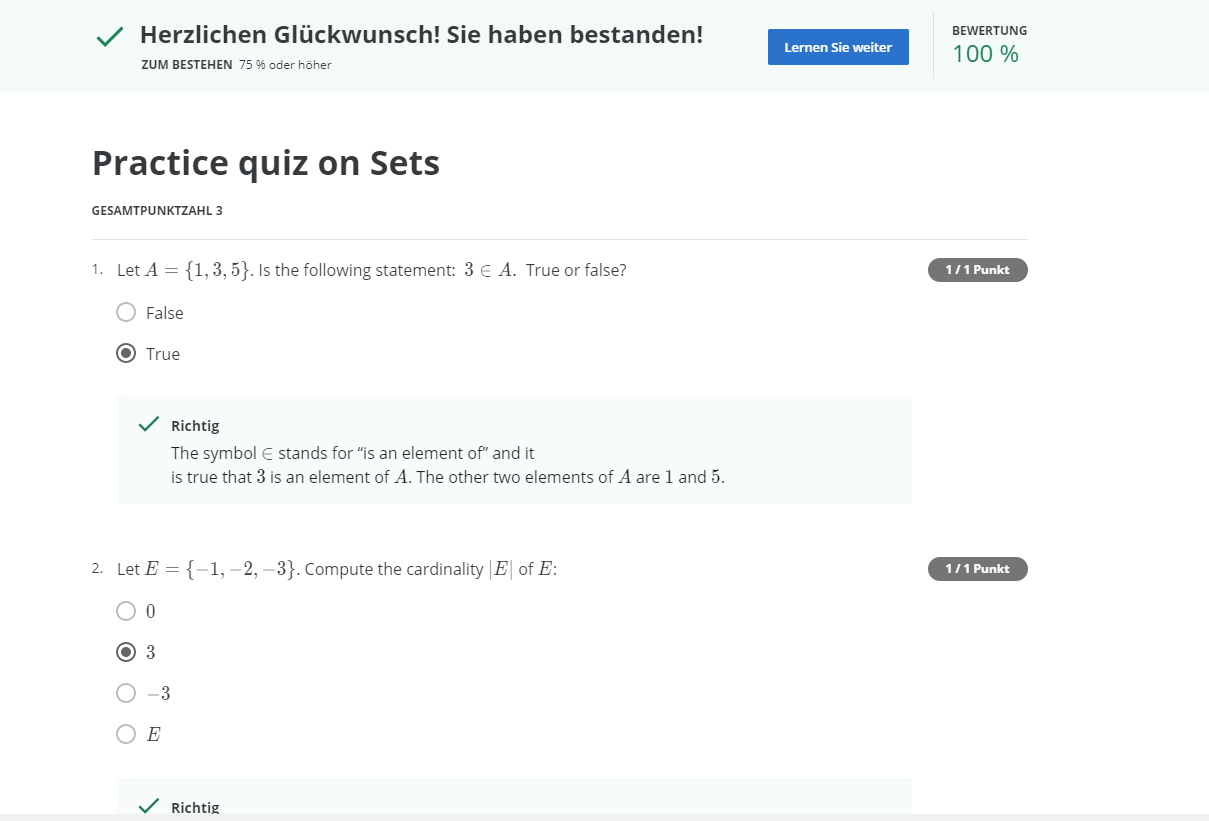 Herzlichen Glückwunsch! Sie haben bestanden!
ZUM BESTEHEN 75 % oder höher
Lernen Sie weiter
BEWERTUNG
100 %
Practice quiz on Sets
GESAMTPUNKTZAHL 3
1. Let A = {1, 3, 5}. Is the following statement: 3 ∈ A. True or false?
1 / 1 Punkt
False
True
Richtig
The symbol ∈ stands for “is an element of” and it
is true that 3 is an element of A. The other two elements of A are 1 and 5.
2. Let E = {−1, −2, −3}. Compute the cardinality |E| of E:
1 / 1 Punkt
0
3
−3
E
Richtig